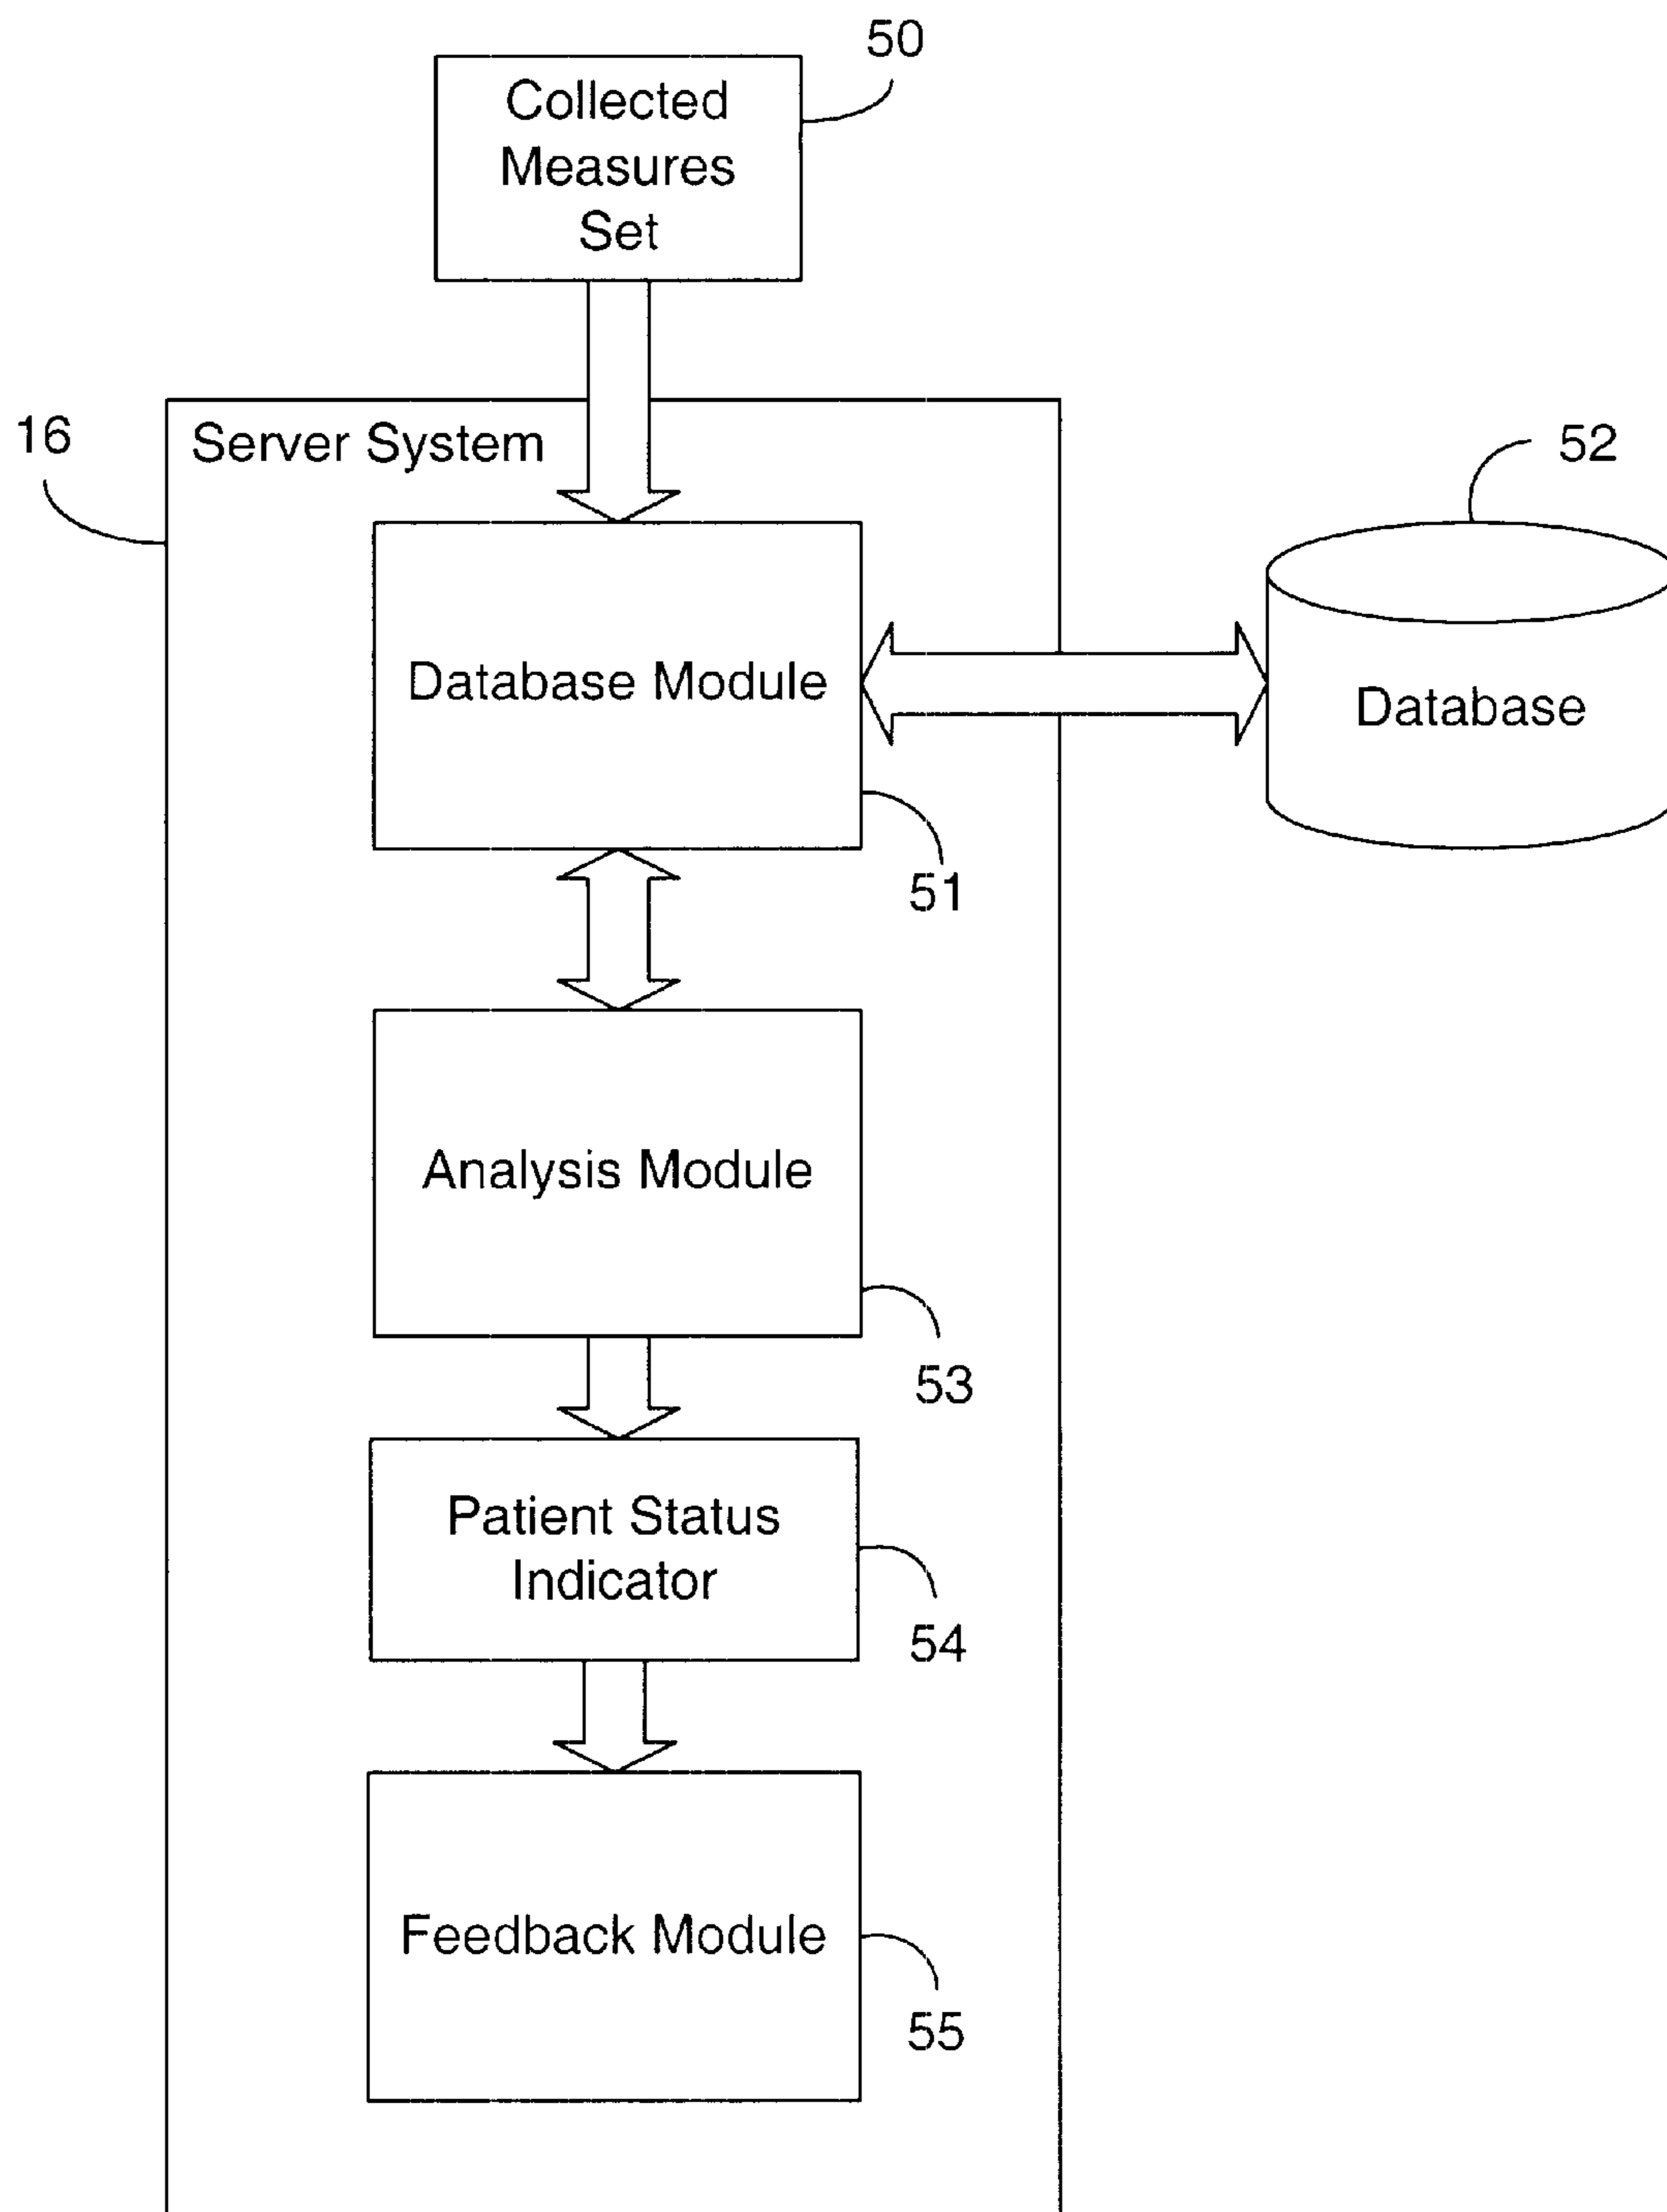 50
Collected
Measures
Set
16
Server System
52
Database Module
Database
51
Analysis Module
53
Patient Status
Indicator
54
Feedback Module
55